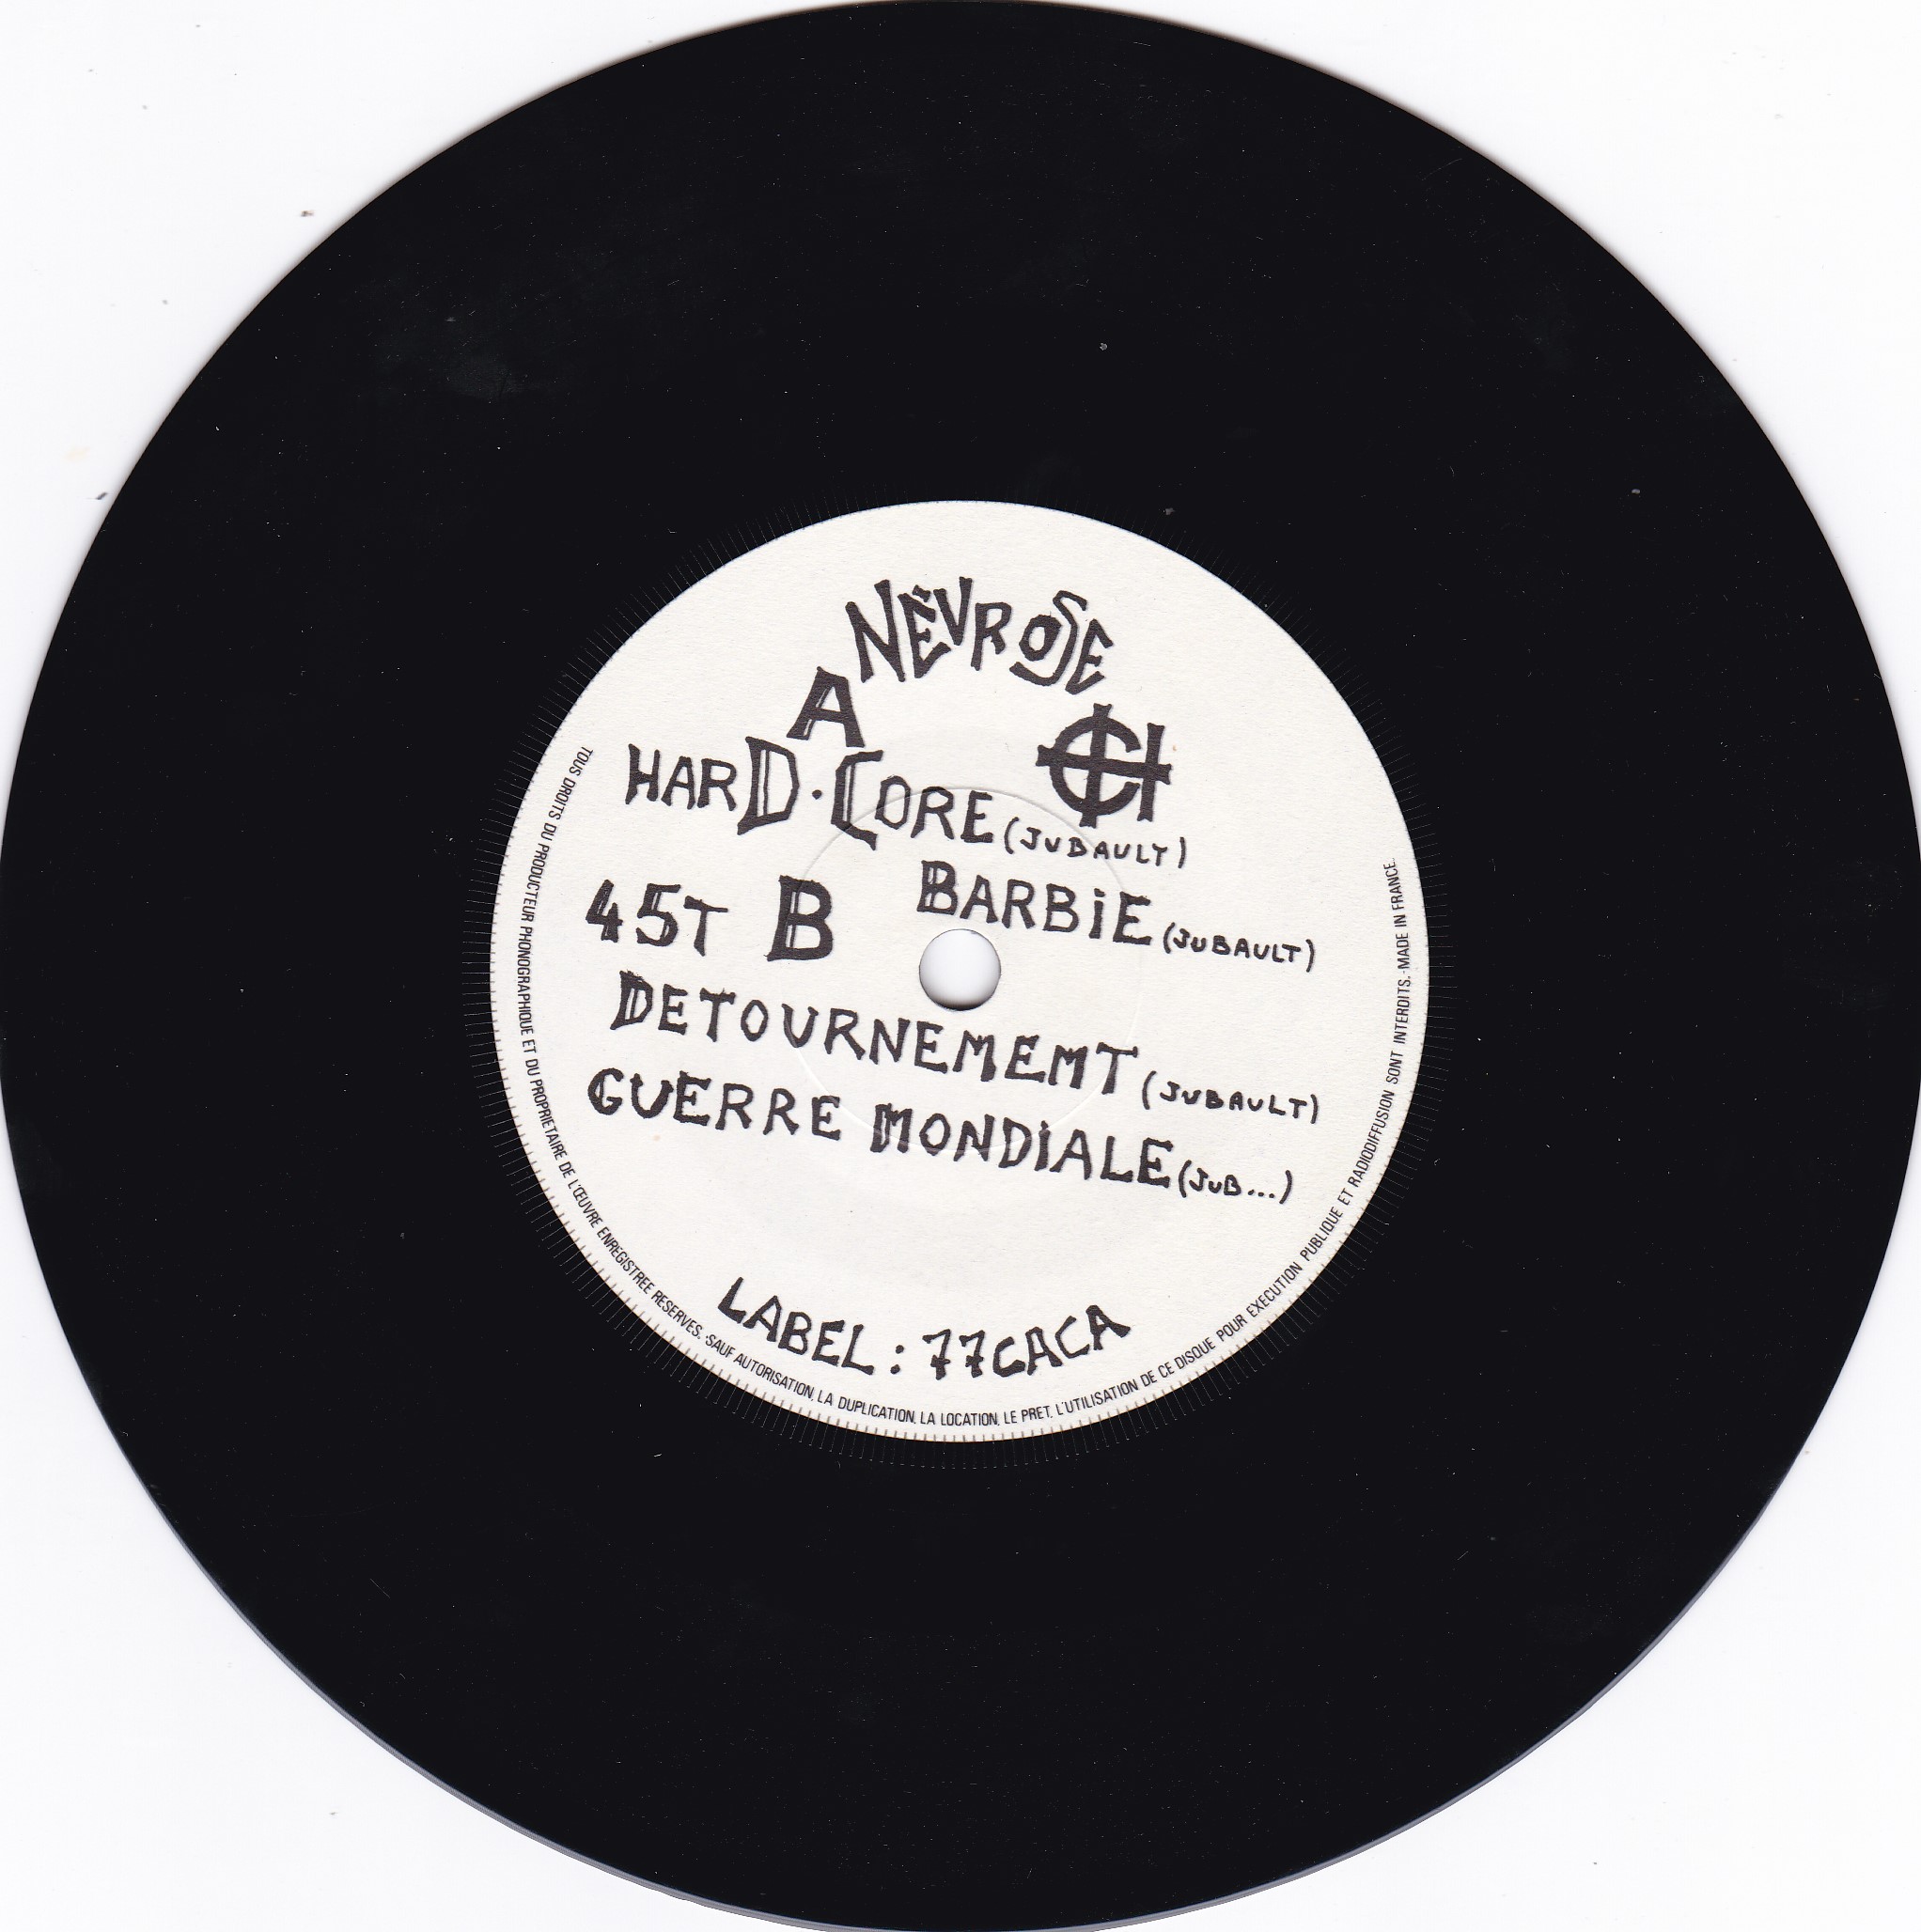 NÉVROSE
A
CH
HARD·CORE (JUBAULT)
BARBiE (JUBAULT)
45T B
DETOURNEMEMT (JUBAULT)
GUERRE MONDiALE (JUB...)
LABEL : 77CACA
TOUS DROITS DU PRODUCTEUR PHONOGRAPHIQUE ET DU PROPRIETAIRE DE L'ŒUVRE ENREGISTREE RESERVES. SAUF AUTORISATION, LA DUPLICATION, LA LOCATION, LE PRET, L'UTILISATION DE CE DISQUE POUR EXECUTION PUBLIQUE ET RADIODIFFUSION SONT INTERDITS. MADE IN FRANCE.